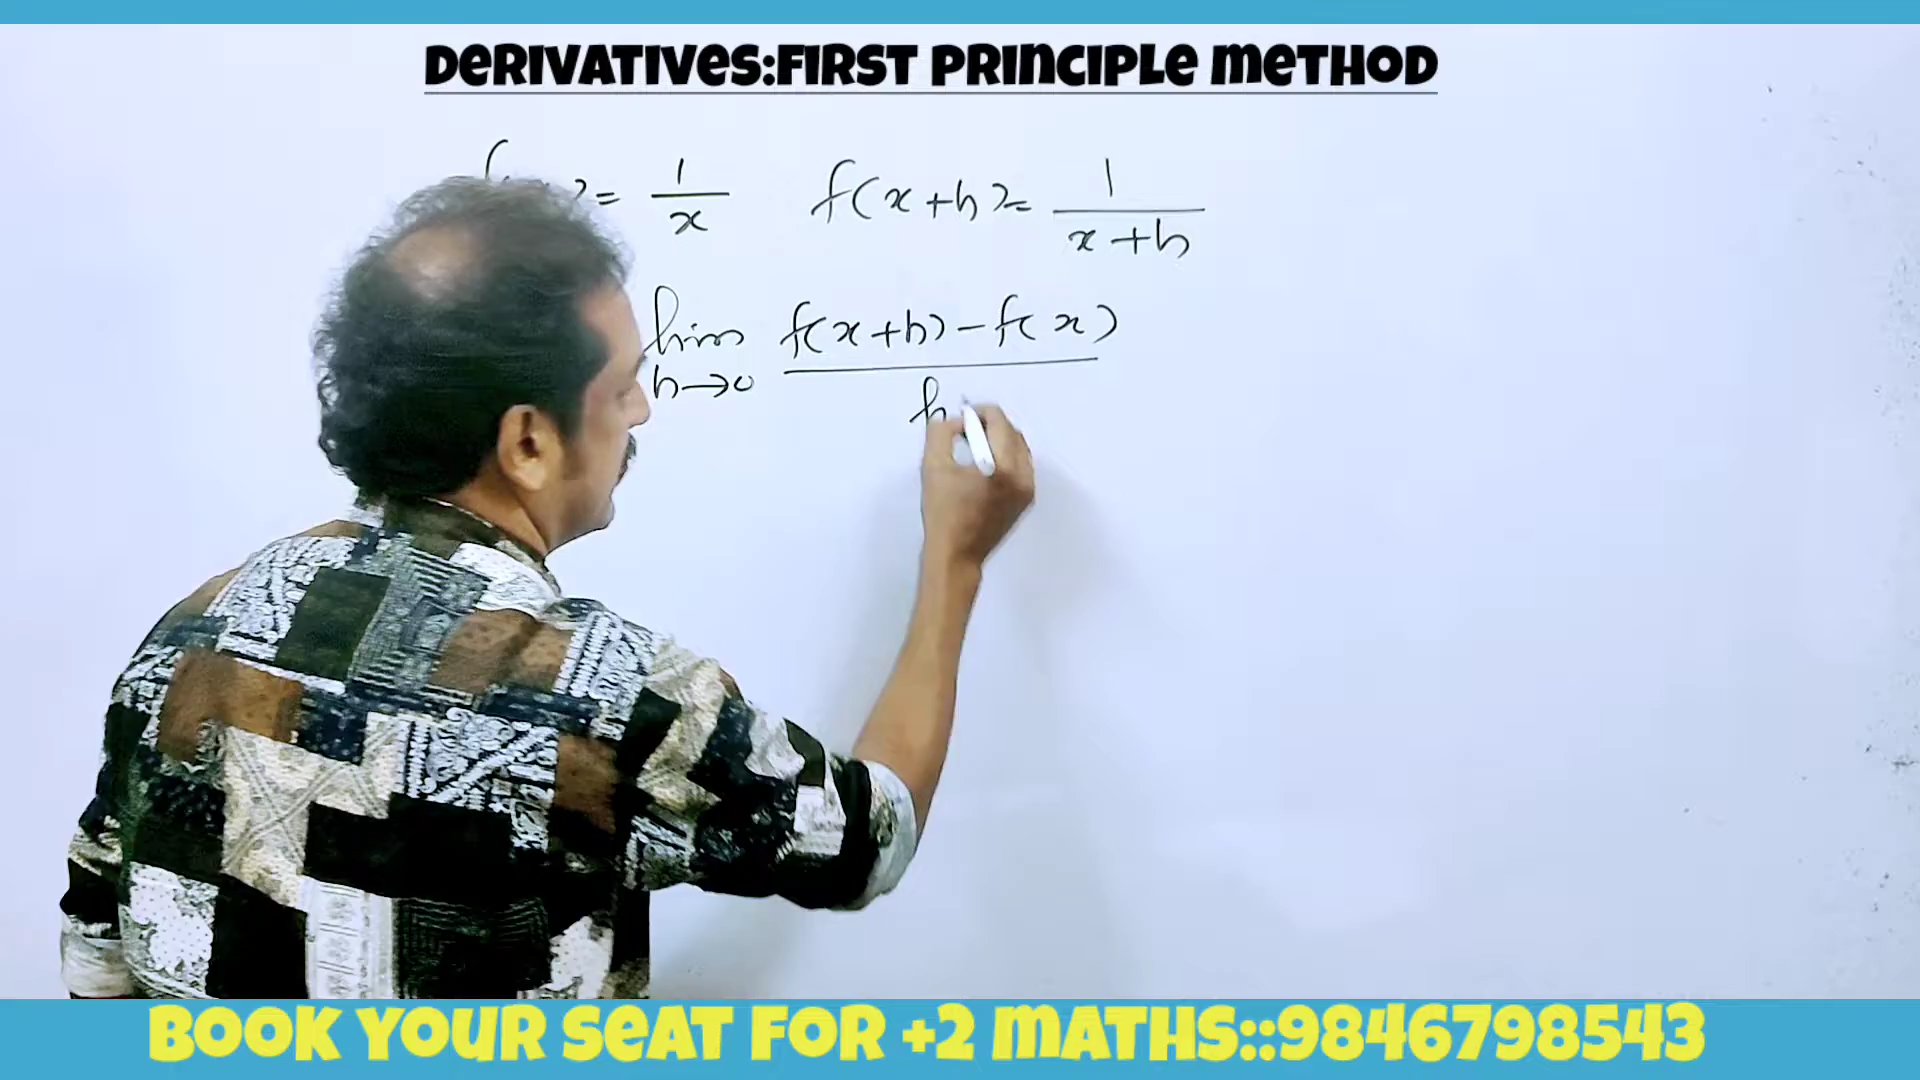 DERIVATIVES:FIRST PRINCIPLE METHOD
= 1/x f(x+h)= 1/(x+h)
lim h→0 f(x+h)-f(x)
h
BOOK YOUR SEAT FOR +2 MATHS::9846798543